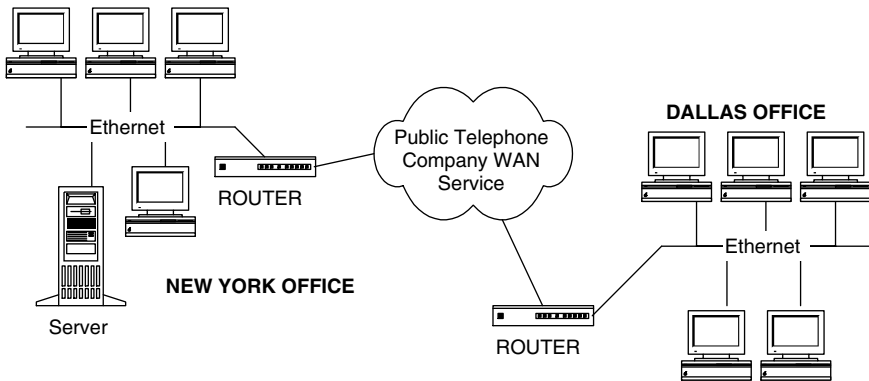 Ethernet
ROUTER
Server
NEW YORK OFFICE
Public Telephone
Company WAN
Service
DALLAS OFFICE
Ethernet
ROUTER